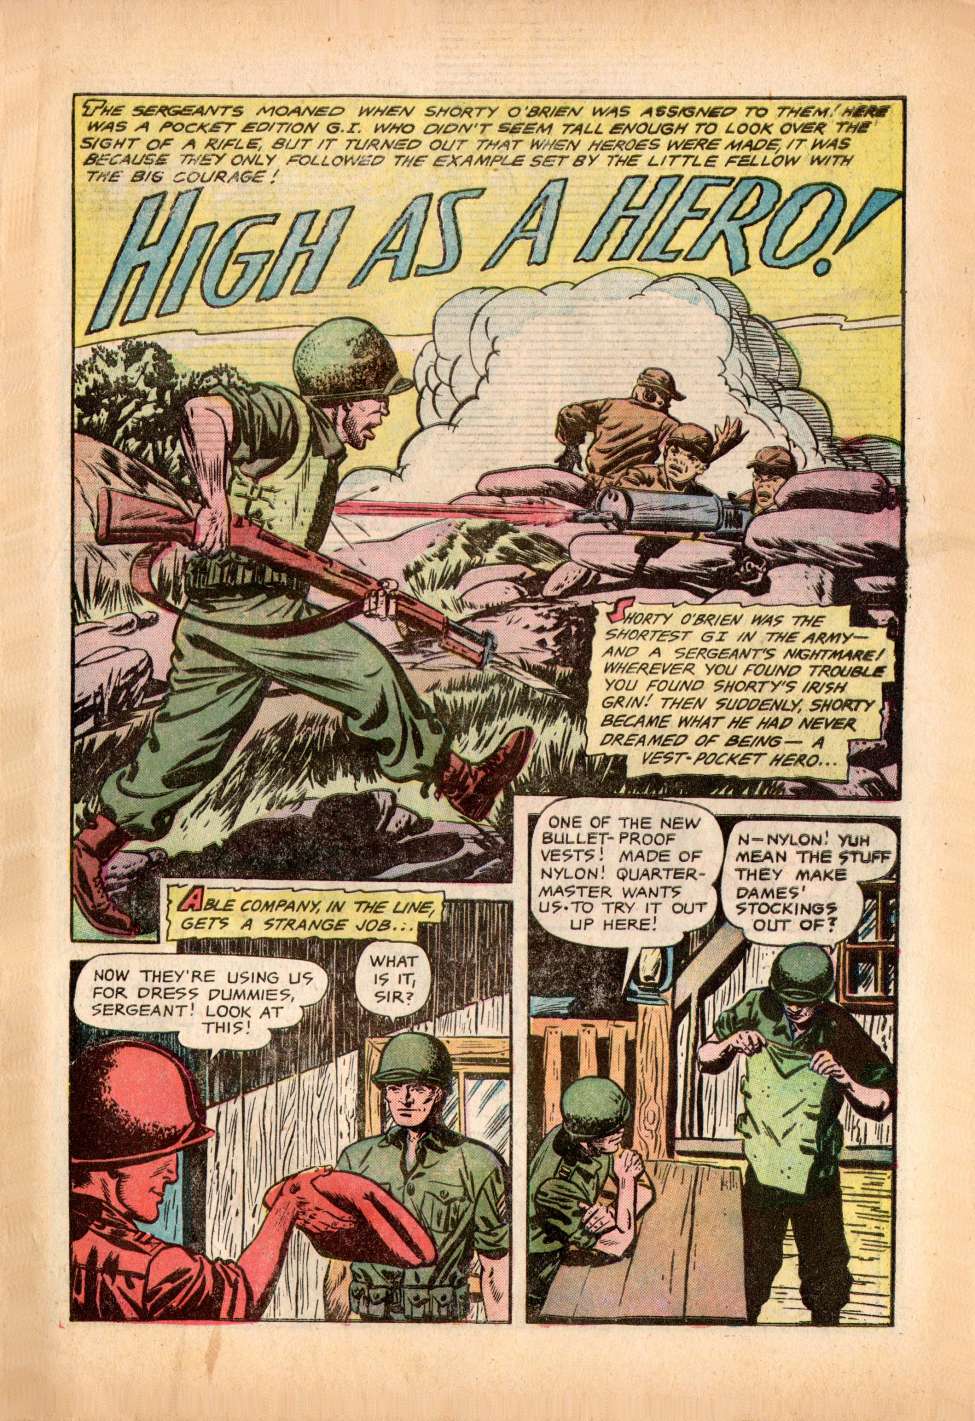 THE SERGEANTS MOANED WHEN SHORTY O'BRIEN WAS ASSIGNED TO THEM! HERE
WAS A POCKET EDITION G.I. WHO DIDN'T SEEM TALL ENOUGH TO LOOK OVER THE
SIGHT OF A RIFLE, BUT IT TURNED OUT THAT WHEN HEROES WERE MADE, IT WAS
BECAUSE THEY ONLY FOLLOWED THE EXAMPLE SET BY THE LITTLE FELLOW WITH
THE BIG COURAGE!
HIGH AS A HERO!
SHORTY O'BRIEN WAS THE
SHORTEST GI IN THE ARMY—
AND A SERGEANT'S NIGHTMARE!
WHEREVER YOU FOUND TROUBLE
YOU FOUND SHORTY'S IRISH
GRIN! THEN SUDDENLY, SHORTY
BECAME WHAT HE HAD NEVER
DREAMED OF BEING— A
VEST-POCKET HERO...
ABLE COMPANY, IN THE LINE,
GETS A STRANGE JOB...
NOW THEY'RE USING US
FOR DRESS DUMMIES,
SERGEANT! LOOK AT
THIS!
WHAT
IS IT,
SIR?
ONE OF THE NEW
BULLET-PROOF
VESTS! MADE OF
NYLON! QUARTER-
MASTER WANTS
US TO TRY IT OUT
UP HERE!
N-NYLON! YUH
MEAN THE STUFF
THEY MAKE
DAMES'
STOCKINGS
OUT OF?